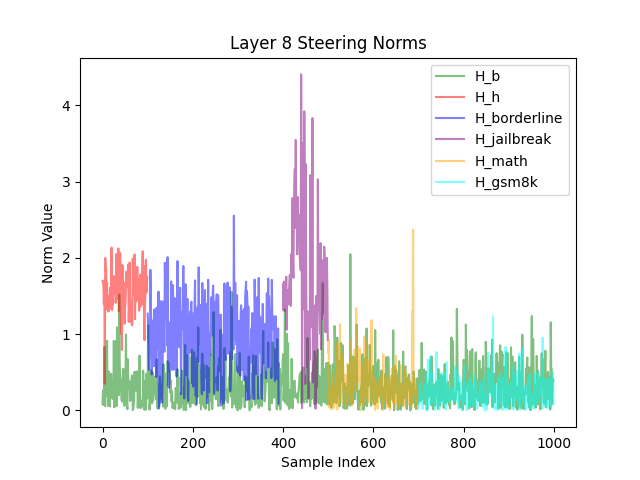 Layer 8 Steering Norms
H_b
H_h
H_borderline
H_jailbreak
H_math
H_gsm8k
Norm Value
4
3
2
1
0
0 200 400 600 800 1000
Sample Index